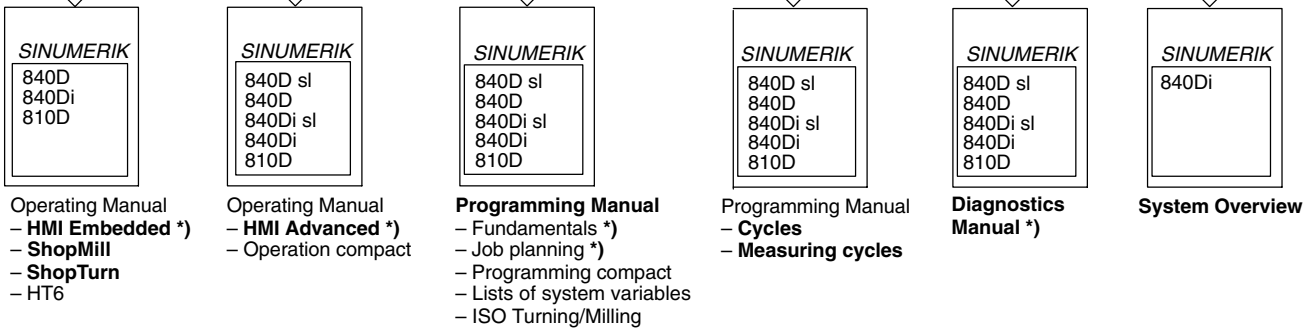 SINUMERIK
840D
840Di
810D
Operating Manual
– HMI Embedded *)
– ShopMill
– ShopTurn
– HT6
SINUMERIK
840D sl
840D
840Di sl
840Di
810D
Operating Manual
– HMI Advanced *)
– Operation compact
SINUMERIK
840D sl
840D
840Di sl
840Di
810D
Programming Manual
– Fundamentals *)
– Job planning *)
– Programming compact
– Lists of system variables
– ISO Turning/Milling
SINUMERIK
840D sl
840D
840Di sl
840Di
810D
Programming Manual
– Cycles
– Measuring cycles
SINUMERIK
840D sl
840D
840Di sl
840Di
810D
Diagnostics
Manual *)
SINUMERIK
840Di
System Overview